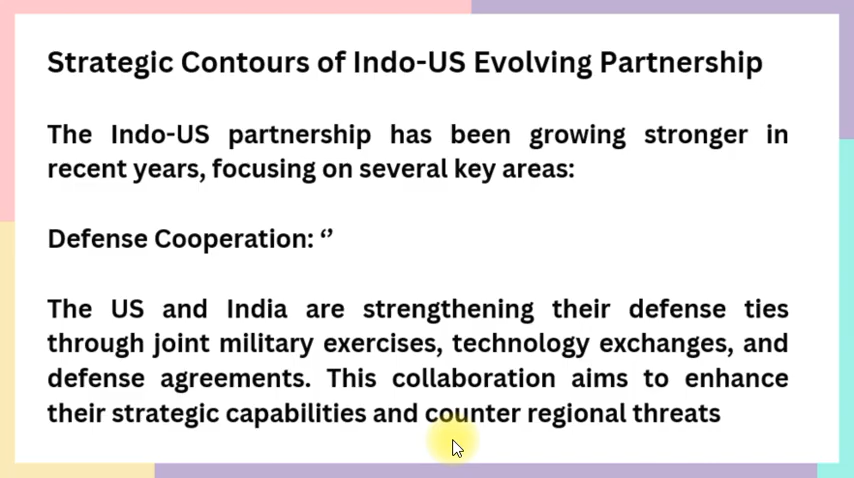 Strategic Contours of Indo-US Evolving Partnership
The Indo-US partnership has been growing stronger in
recent years, focusing on several key areas:
Defense Cooperation: ‘’
The US and India are strengthening their defense ties
through joint military exercises, technology exchanges, and
defense agreements. This collaboration aims to enhance
their strategic capabilities and counter regional threats